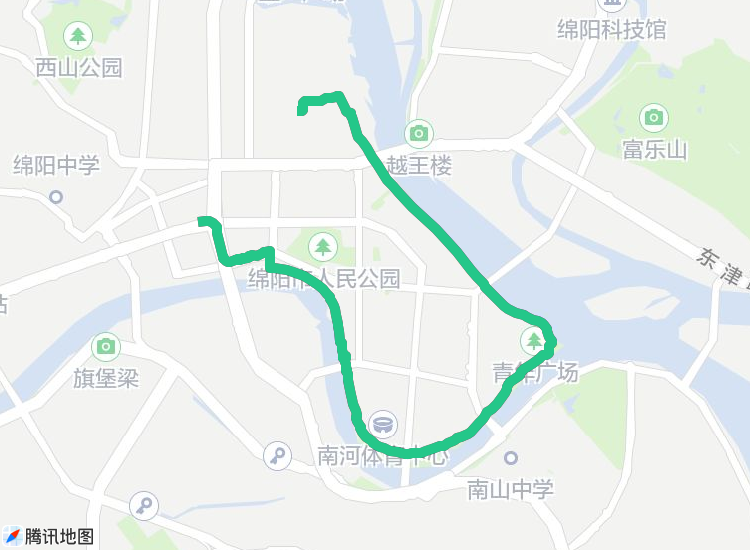 绵阳科技馆
西山公园
富乐山
绵阳中学
越王楼
东津
绵阳市人民公园
旗堡梁
青年广场
南河体育中心
南山中学
腾讯地图